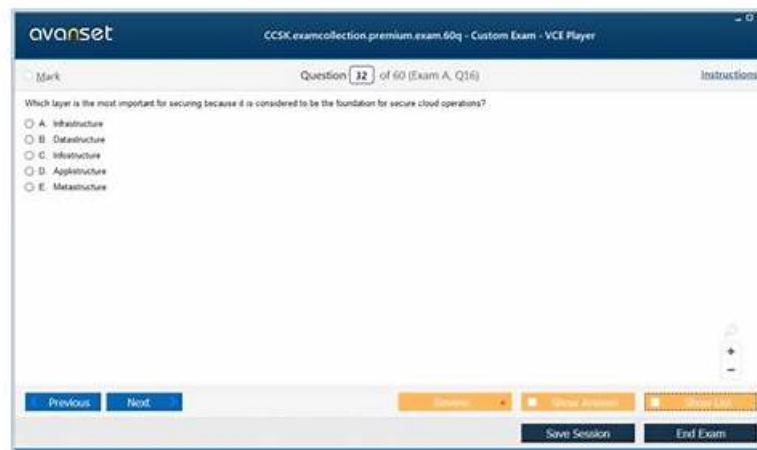 avanset
CCSK.examcollection.premium.exam.60q - Custom Exam - VCE Player
Mark
Question 32 of 60 (Exam A, Q16)
Instructions
Which layer is the most important for securing because it is considered to be the foundation for secure cloud operations?
A. Infrastructure
B. Datastructure
C. Infostructure
D. Applistructure
E. Metastructure
Previous
Next
Review
Show Answer
Show List
Save Session
End Exam